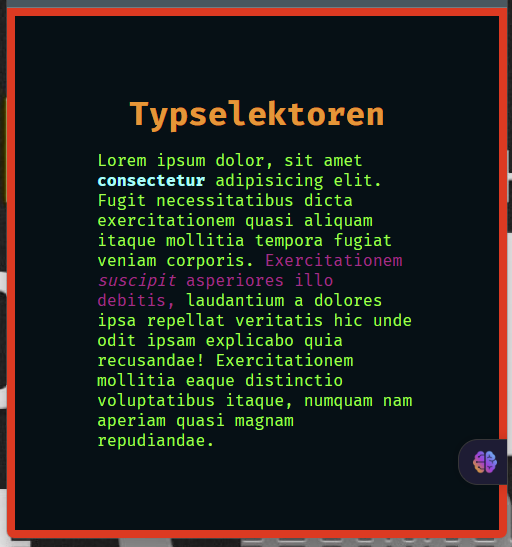 Typselektoren
Lorem ipsum dolor, sit amet
consectetur adipisicing elit.
Fugit necessitatibus dicta
exercitationem quasi aliquam
itaque mollitia tempora fugiat
veniam corporis. Exercitationem
suscipit asperiores illo
debitis, laudantium a dolores
ipsa repellat veritatis hic unde
odit ipsam explicabo quia
recusandae! Exercitationem
mollitia eaque distinctio
voluptatibus itaque, numquam nam
aperiam quasi magnam
repudiandae.